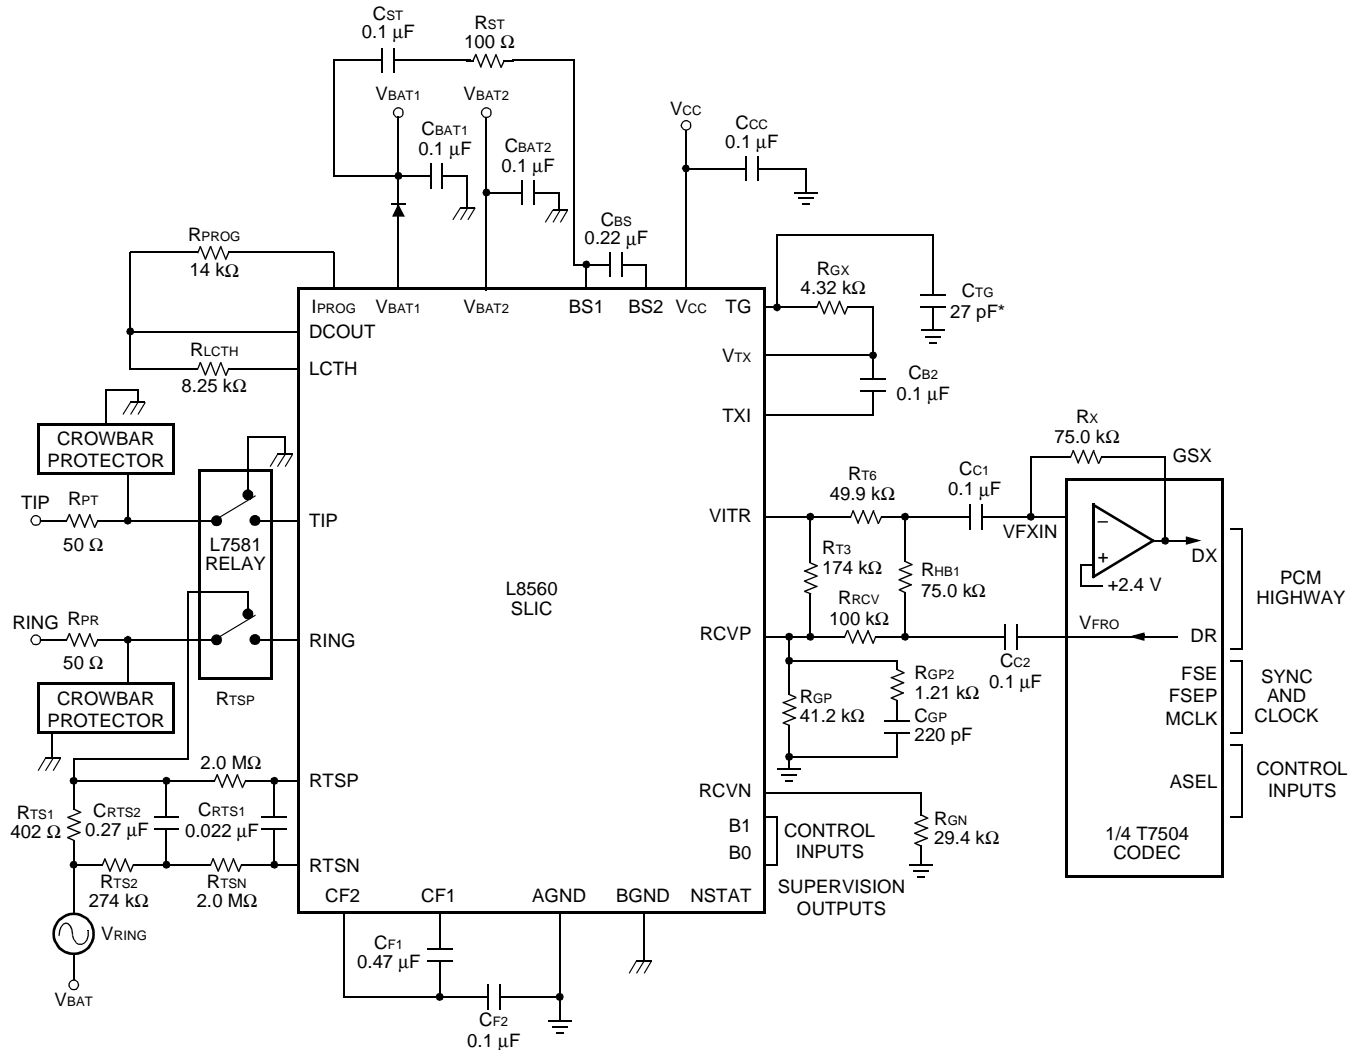 CST
0.1 µF
RST
100 Ω
VBAT1
VBAT2
CBAT1
0.1 µF
CBAT2
0.1 µF
VCC
CCC
0.1 µF
CBS
0.22 µF
RPROG
14 kΩ
RGX
4.32 kΩ
CTG
27 pF*
IPROG
VBAT1
VBAT2
BS1
BS2
VCC
TG
DCOUT
RLCTH
8.25 kΩ
LCTH
VTX
CB2
0.1 µF
TXI
CROWBAR
PROTECTOR
RX
75.0 kΩ
GSX
TIP
RPT
50 Ω
L7581
RELAY
TIP
VITR
RT6
49.9 kΩ
CC1
0.1 µF
VFXIN
−
+
+2.4 V
DX
PCM
HIGHWAY
RT3
174 kΩ
RHB1
75.0 kΩ
L8560
SLIC
RING
RPR
50 Ω
RING
RCVP
RRCV
100 kΩ
CC2
0.1 µF
VFRO
DR
CROWBAR
PROTECTOR
RTSP
RGP
41.2 kΩ
RGP2
1.21 kΩ
CGP
220 pF
FSE
FSEP
MCLK
SYNC
AND
CLOCK
2.0 MΩ
RTSP
RTS1
402 Ω
CRTS2
0.27 µF
CRTS1
0.022 µF
RCVN
RGN
29.4 kΩ
ASEL
CONTROL
INPUTS
B1
B0
CONTROL
INPUTS
1/4 T7504
CODEC
RTS2
274 kΩ
RTSN
2.0 MΩ
RTSN
CF2
CF1
AGND
BGND
NSTAT
SUPERVISION
OUTPUTS
VRING
VBAT
CF1
0.47 µF
CF2
0.1 µF